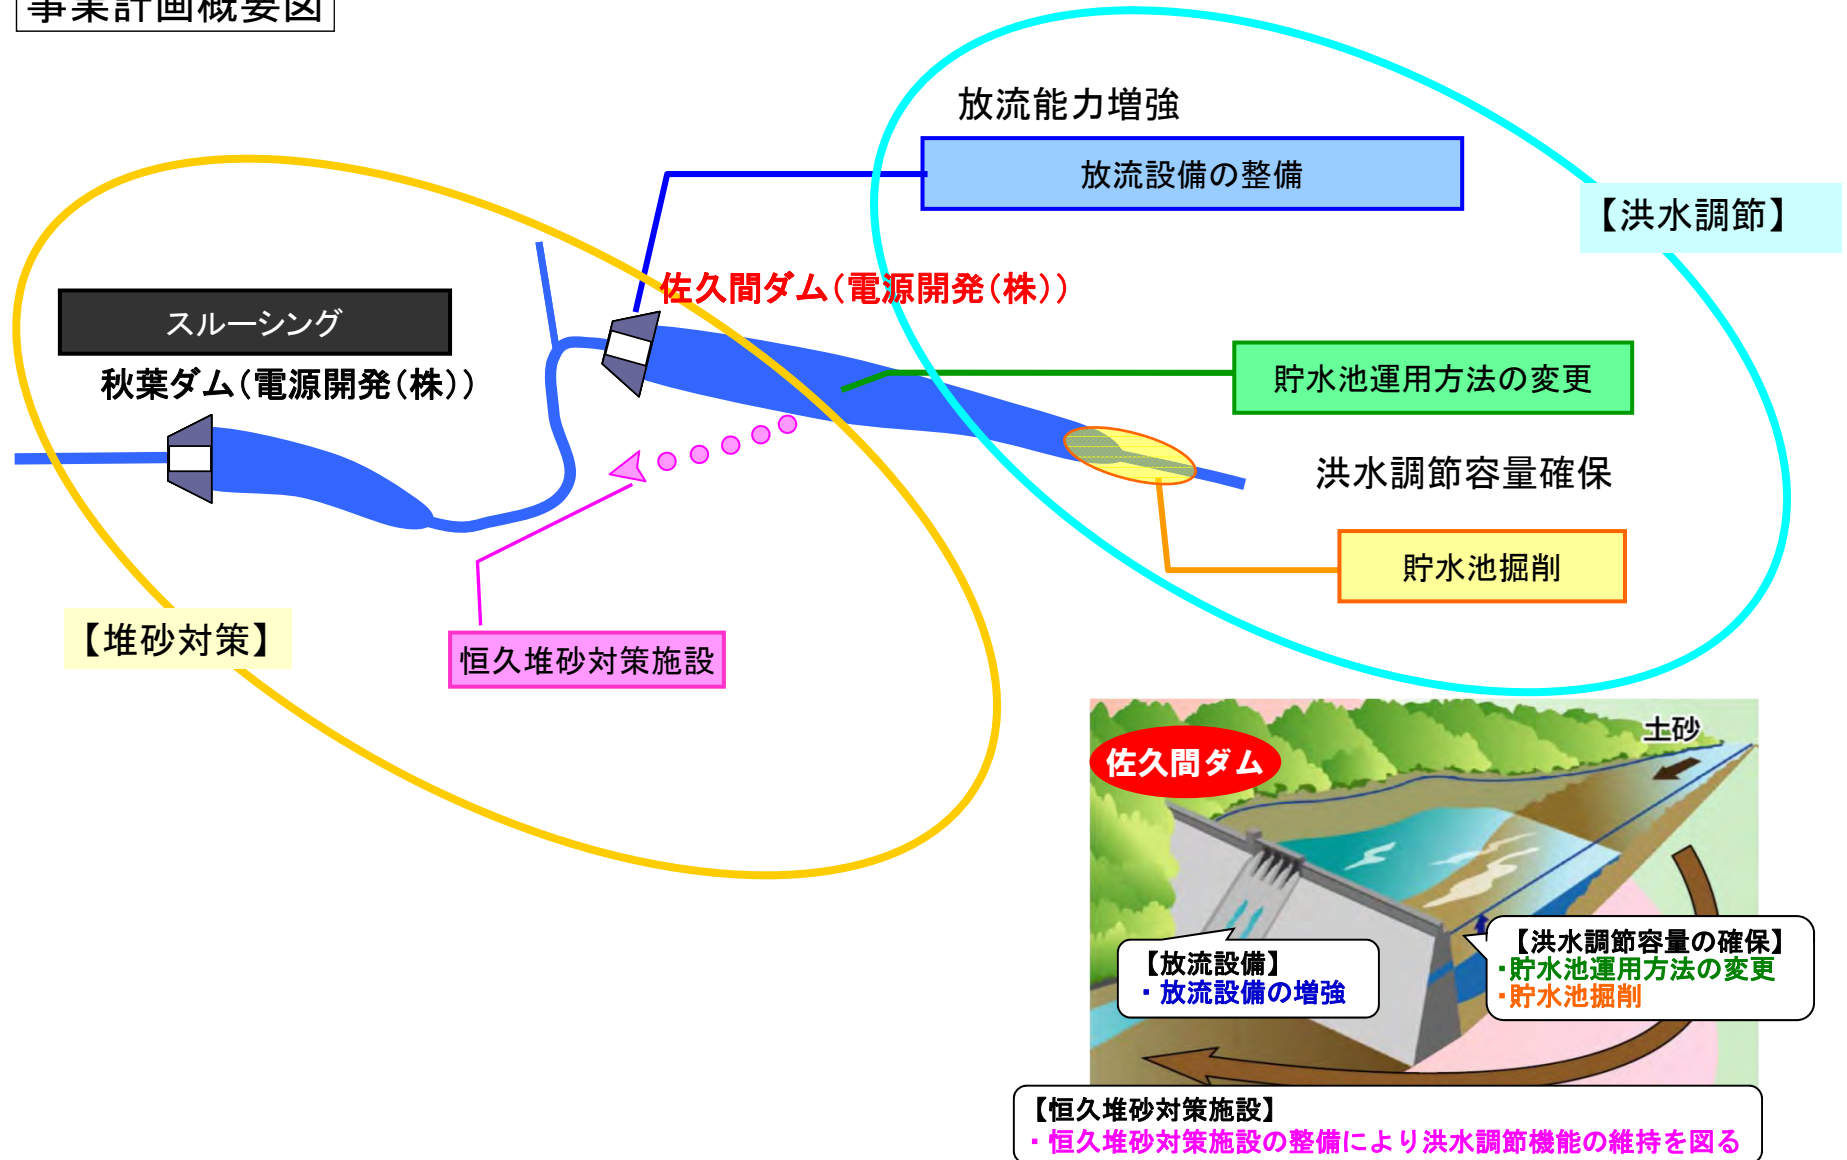 事業計画概要図
放流能力増強
放流設備の整備
【洪水調節】
佐久間ダム(電源開発(株))
スルーシング
秋葉ダム(電源開発(株))
貯水池運用方法の変更
洪水調節容量確保
貯水池掘削
【堆砂対策】
恒久堆砂対策施設
土砂
佐久間ダム
【放流設備】
・放流設備の増強
【洪水調節容量の確保】
・貯水池運用方法の変更
・貯水池掘削
【恒久堆砂対策施設】
・恒久堆砂対策施設の整備により洪水調節機能の維持を図る